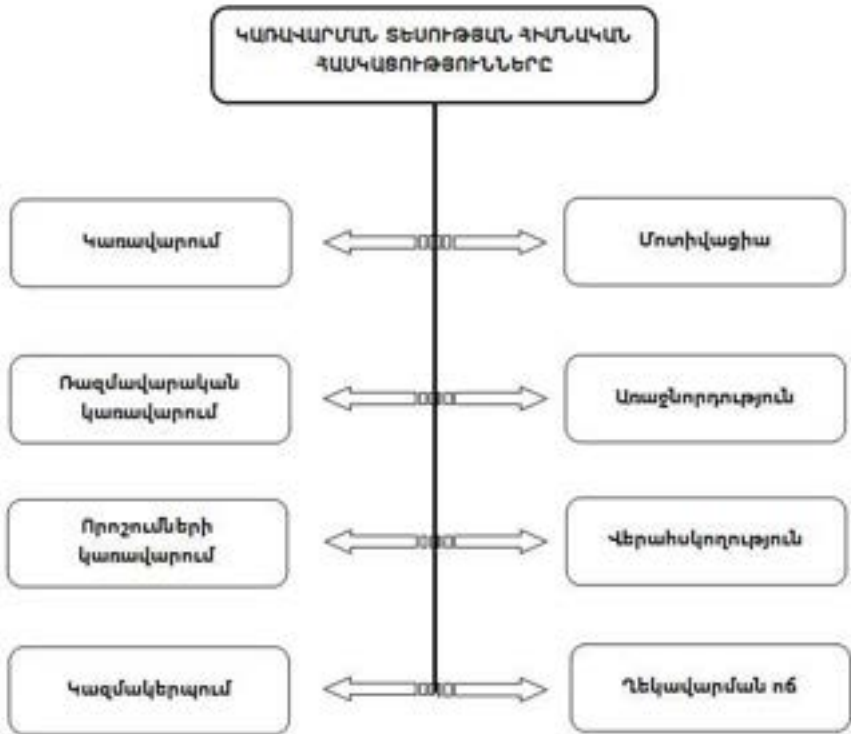 ԿԱՌԱՎԱՐՄԱՆ ՏԵՍՈՒԹՅԱՆ ՀԻՄՆԱԿԱՆ
ՀԱՍԿԱՑՈՒԹՅՈՒՆՆԵՐԸ
Կառավարում
Մոտիվացիա
Ռազմավարական
կառավարում
Առաջնորդություն
Որոշումների
կառավարում
Վերահսկողություն
Կազմակերպում
Ղեկավարման ոճ